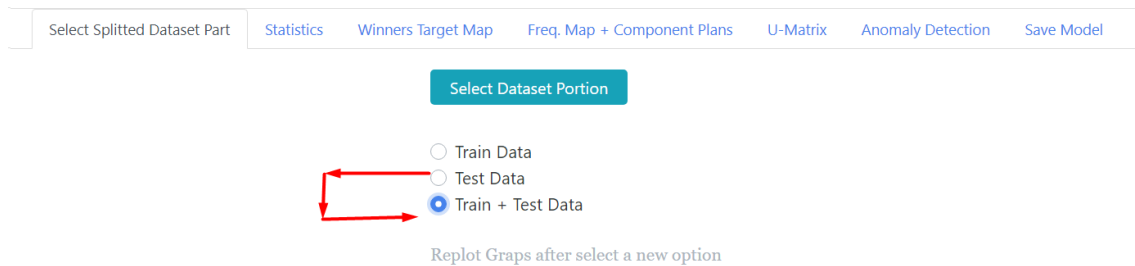 Select Splitted Dataset Part Statistics Winners Target Map Freq. Map + Component Plans U-Matrix Anomaly Detection Save Model
Select Dataset Portion
Train Data
Test Data
Train + Test Data
Replot Graps after select a new option